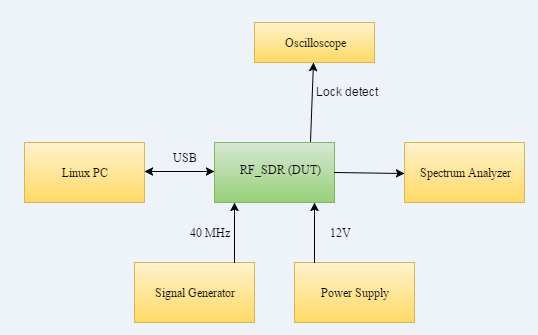 Oscilloscope
Lock detect
USB
Linux PC
RF_SDR (DUT)
Spectrum Analyzer
40 MHz
12V
Signal Generator
Power Supply